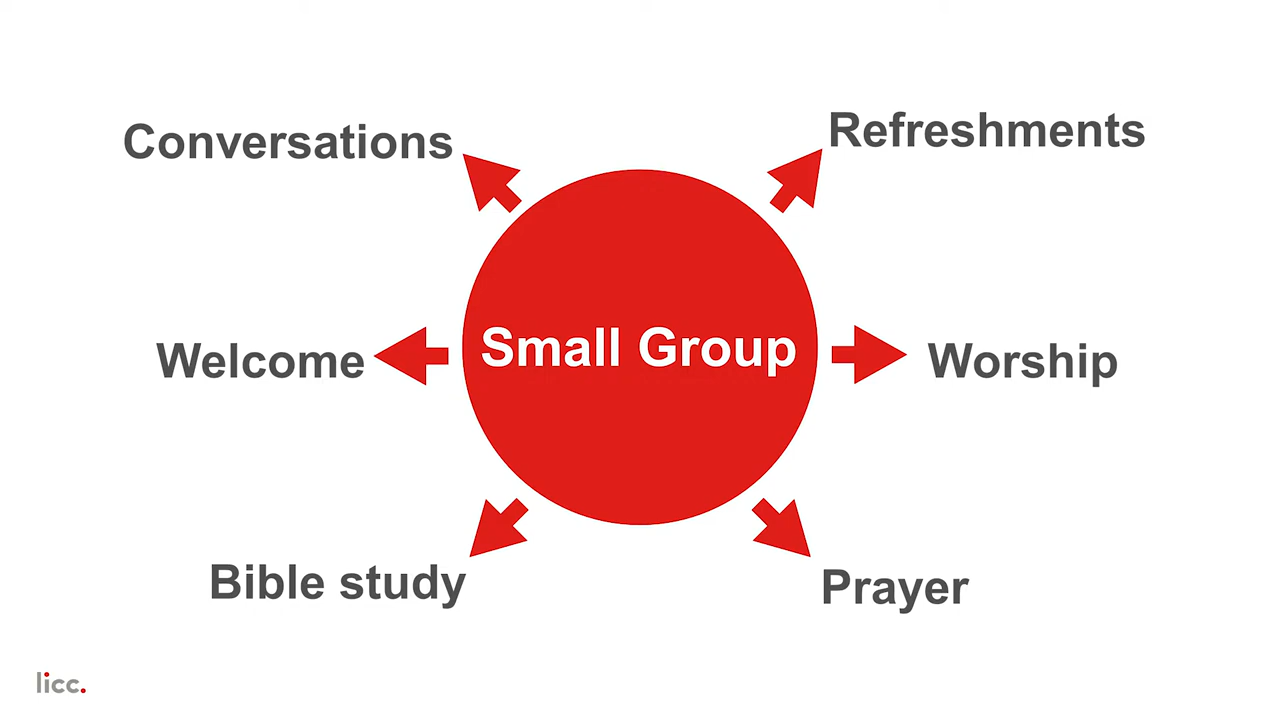 Conversations
Refreshments
Welcome
Small Group
Worship
Bible study
Prayer
licc.